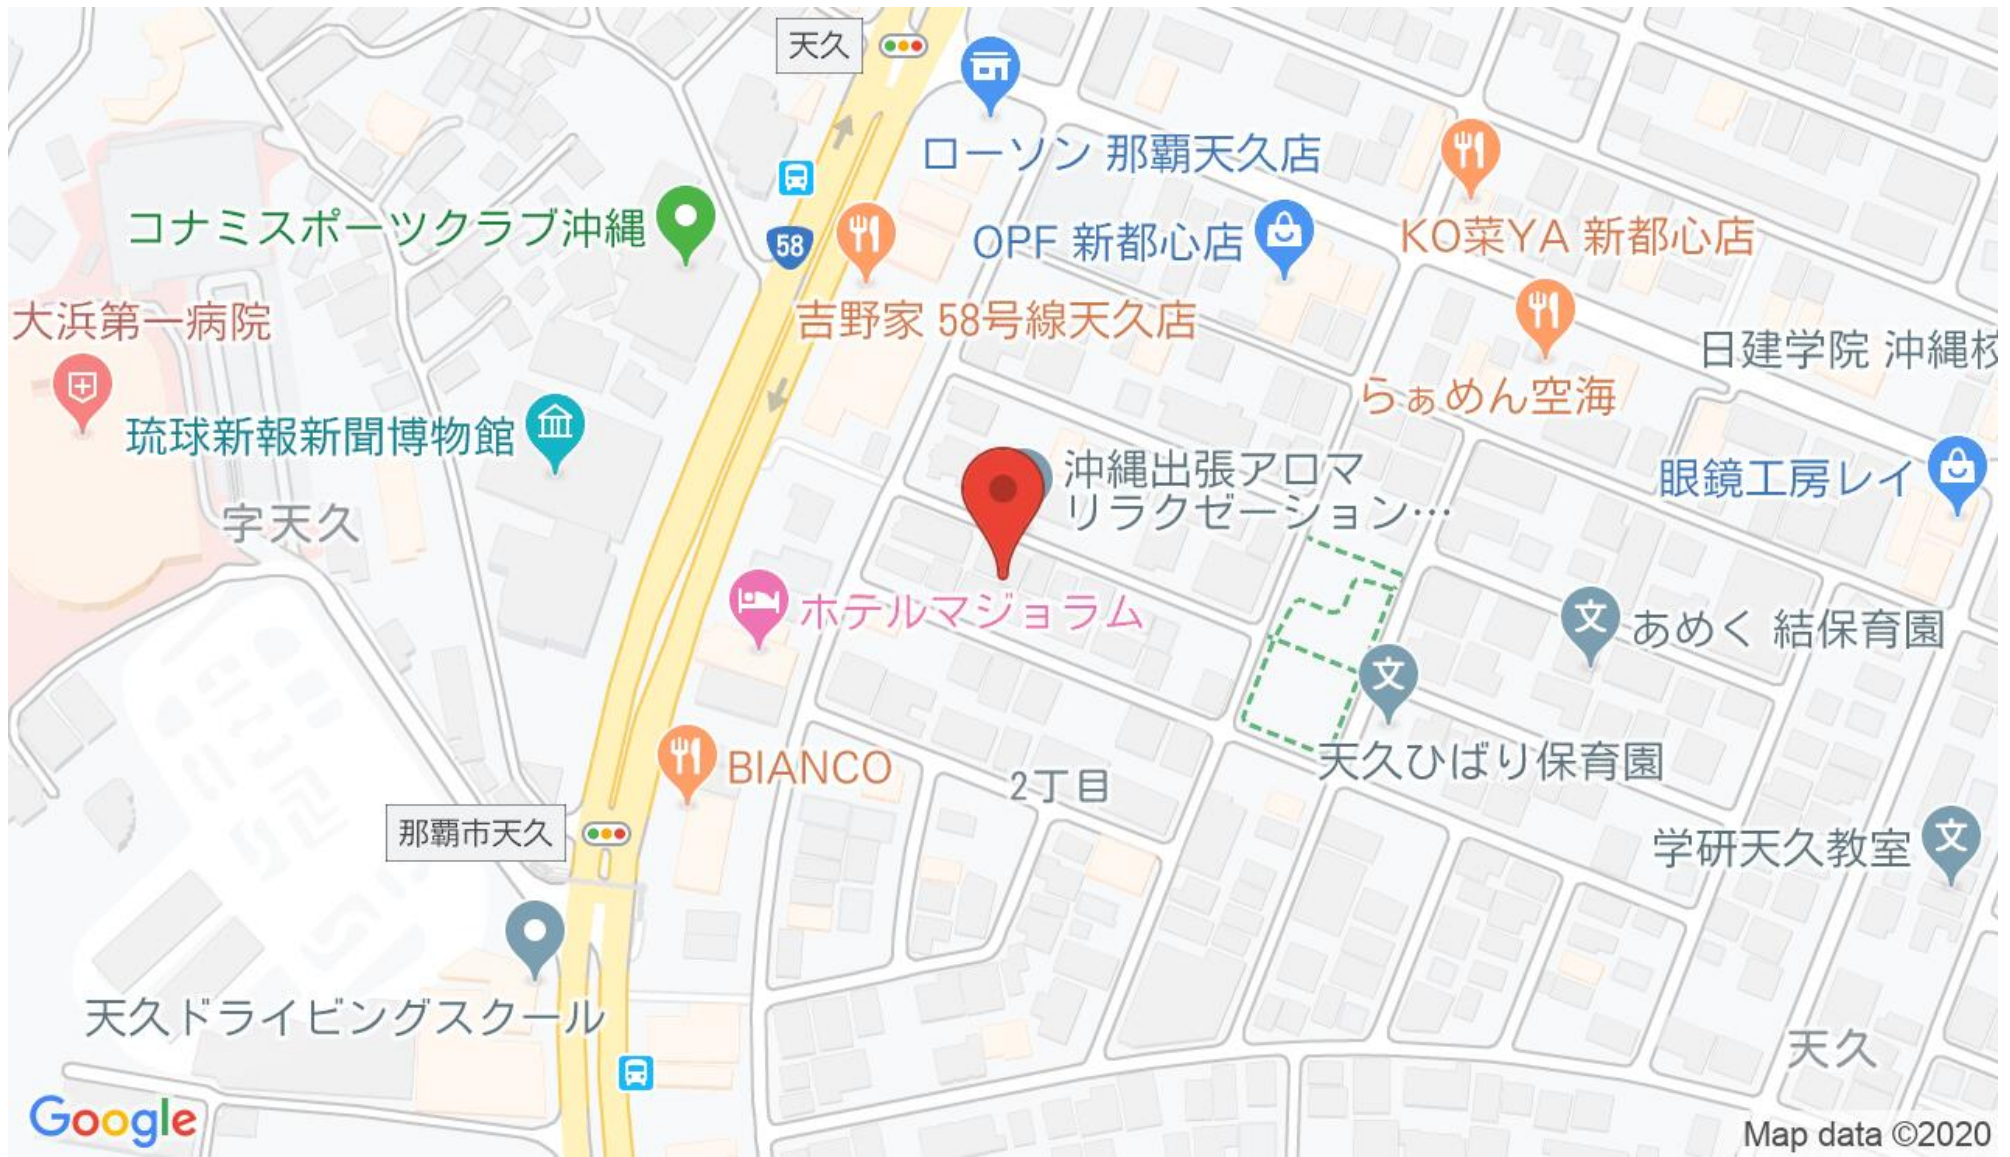 天久
ローソン 那覇天久店
コナミスポーツクラブ沖縄
58
OPF 新都心店
KO菜YA 新都心店
大浜第一病院
吉野家 58号線天久店
日建学院 沖縄校
らぁめん空海
琉球新報新聞博物館
沖縄出張アロマ
リラクゼーション…
眼鏡工房レイ
字天久
ホテルマジョラム
文
あめく 結保育園
文
天久ひばり保育園
BIANCO
2丁目
那覇市天久
学研天久教室
文
天久ドライビングスクール
天久
Google
Map data ©2020